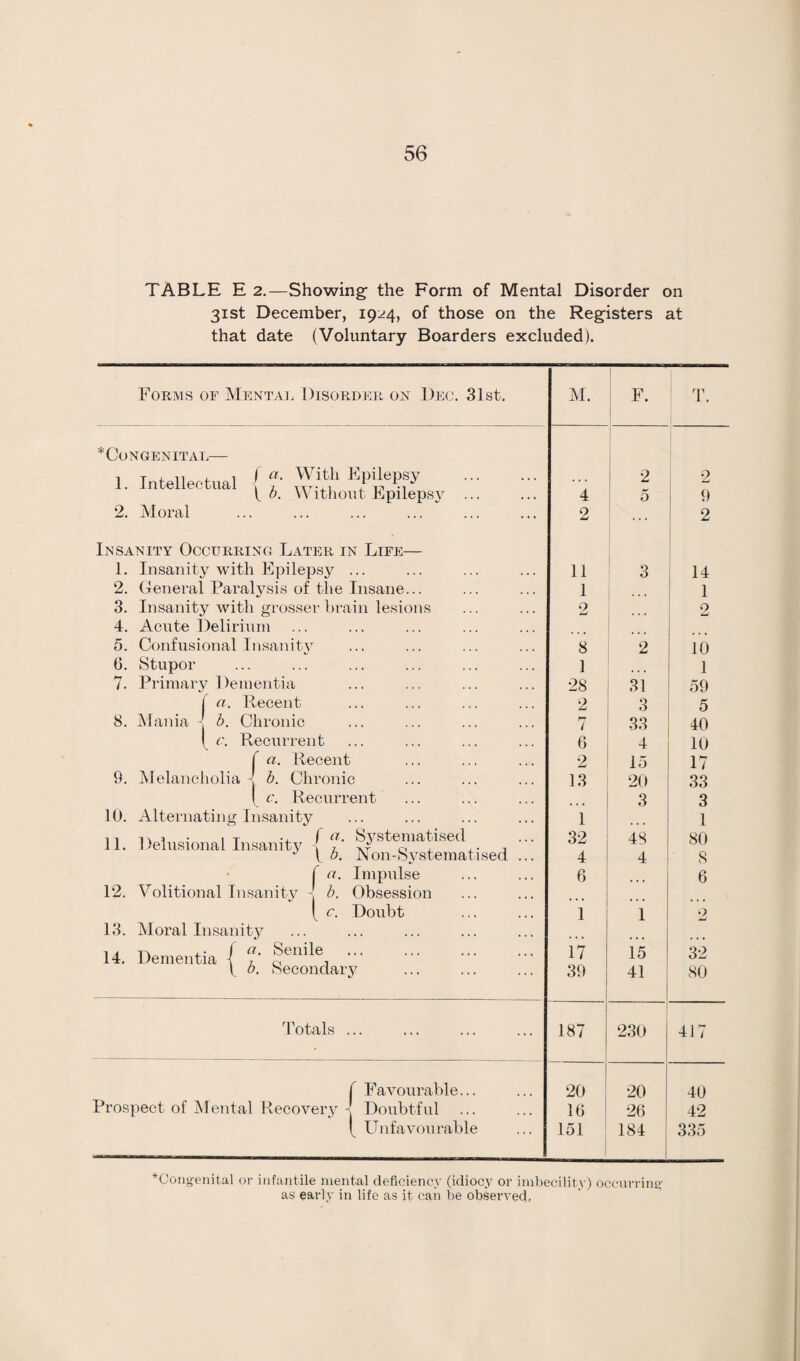 56
TABLE E 2.—Showing the Form of Mental Disorder on
31st December, 1924, of those on the Registers at
that date (Voluntary Boarders excluded).
Forms of Mental Disorder on Dec. 31st. M. F. T.
*Congenital—
1. Intellectual { a. With Epilepsy ... ... ... 2 2
{ b. Without Epilepsy ... ... 4 5 9
2. Moral ... ... ... ... ... ... 2 ... 2
Insanity Occurring Later in Life—
1. Insanity with Epilepsy ... ... ... ... 11 3 14
2. General Paralysis of the Insane... ... ... 1 ... 1
3. Insanity with grosser brain lesions ... ... 2 ... 2
4. Acute Delirium ... ... ... ... ... ... ... ...
5. Confusional Insanity ... ... ... ... 8 2 10
6. Stupor ... ... ... ... ... ... 1 ... 1
7. Primary Dementia ... ... ... ... 28 31 59
{ a. Recent ... ... ... ... ... 2 3 5
8. Mania { b. Chronic ... ... ... ... 7 33 40
{ c. Recurrent ... ... ... ... 6 4 10
{ a. Recent ... ... ... 2 15 17
9. Melancholia { b. Chronic ... ... ... 13 20 33
{ c. Recurrent ... ... ... ... 3 3
10. Alternating Insanity ... ... ... ... 1 ... 1
11. Delusional Insanity { a. Systematised ... 32 48 80
{ b. Non-Systematised ... 4 4 8
{ a. Impulse ... ... 6 ... 6
12. Volitional Insanity { b. Obsession ... ... ... ... ...
{ c. Doubt ... ... 1 1 2
13. Moral Insanity ... ... ... ... ... ... ... ...
14. Dementia { a. Senile ... ... ... ... 17 15 32
{ b. Secondary ... ... ... 39 41 80
Totals ... ... ... ... 187 230 417
{ Favourable... ... 20 20 40
Prospect of Mental Recovery { Doubtful ... ... 16 26 42
{ Unfavourable ... 151 184 335
*Congenital or infantile mental deficiency (idiocy or imbecility) occurring
as early in life as it can be observed.